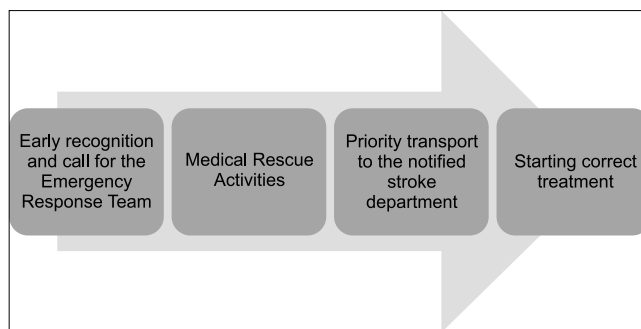 Early recognition
and call for the
Emergency
Response Team
Medical Rescue
Activities
Priority transport
to the notified
stroke
department
Starting correct
treatment